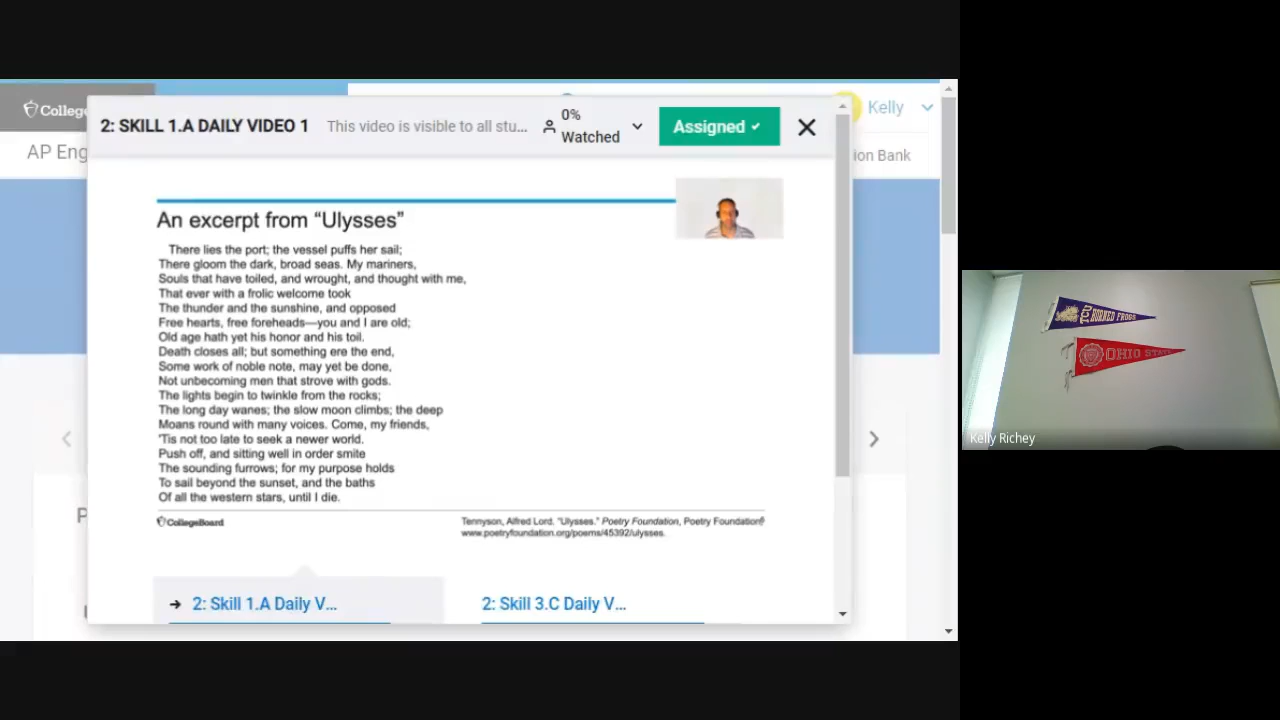 College
Kelly
AP Eng
ion Bank
2: SKILL 1.A DAILY VIDEO 1
This video is visible to all stu...
0%
Watched
Assigned
An excerpt from “Ulysses”
There lies the port; the vessel puffs her sail;
There gloom the dark, broad seas. My mariners,
Souls that have toiled, and wrought, and thought with me,
That ever with a frolic welcome took
The thunder and the sunshine, and opposed
Free hearts, free foreheads—you and I are old;
Old age hath yet his honor and his toil.
Death closes all; but something ere the end,
Some work of noble note, may yet be done,
Not unbecoming men that strove with gods.
The lights begin to twinkle from the rocks;
The long day wanes; the slow moon climbs; the deep
Moans round with many voices. Come, my friends,
'Tis not too late to seek a newer world.
Push off, and sitting well in order smite
The sounding furrows; for my purpose holds
To sail beyond the sunset, and the baths
Of all the western stars, until I die.
CollegeBoard
Tennyson, Alfred Lord. “Ulysses.” Poetry Foundation, Poetry Foundation
www.poetryfoundation.org/poems/45392/ulysses.
2: Skill 1.A Daily V...
2: Skill 3.C Daily V...
P
TCU
HORNED FROGS
OHIO STATE
Kelly Richey